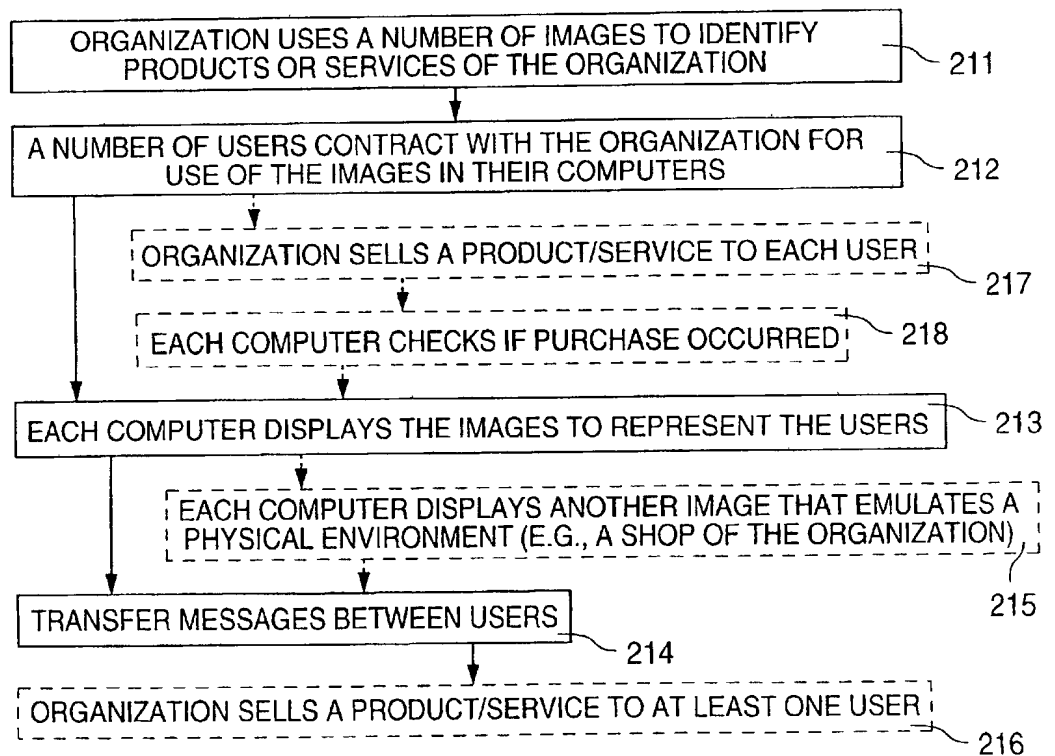 ORGANIZATION USES A NUMBER OF IMAGES TO IDENTIFY
PRODUCTS OR SERVICES OF THE ORGANIZATION
211
A NUMBER OF USERS CONTRACT WITH THE ORGANIZATION FOR
USE OF THE IMAGES IN THEIR COMPUTERS
212
ORGANIZATION SELLS A PRODUCT/SERVICE TO EACH USER
217
EACH COMPUTER CHECKS IF PURCHASE OCCURRED
218
EACH COMPUTER DISPLAYS THE IMAGES TO REPRESENT THE USERS
213
EACH COMPUTER DISPLAYS ANOTHER IMAGE THAT EMULATES A
PHYSICAL ENVIRONMENT (E.G., A SHOP OF THE ORGANIZATION)
215
TRANSFER MESSAGES BETWEEN USERS
214
ORGANIZATION SELLS A PRODUCT/SERVICE TO AT LEAST ONE USER
216